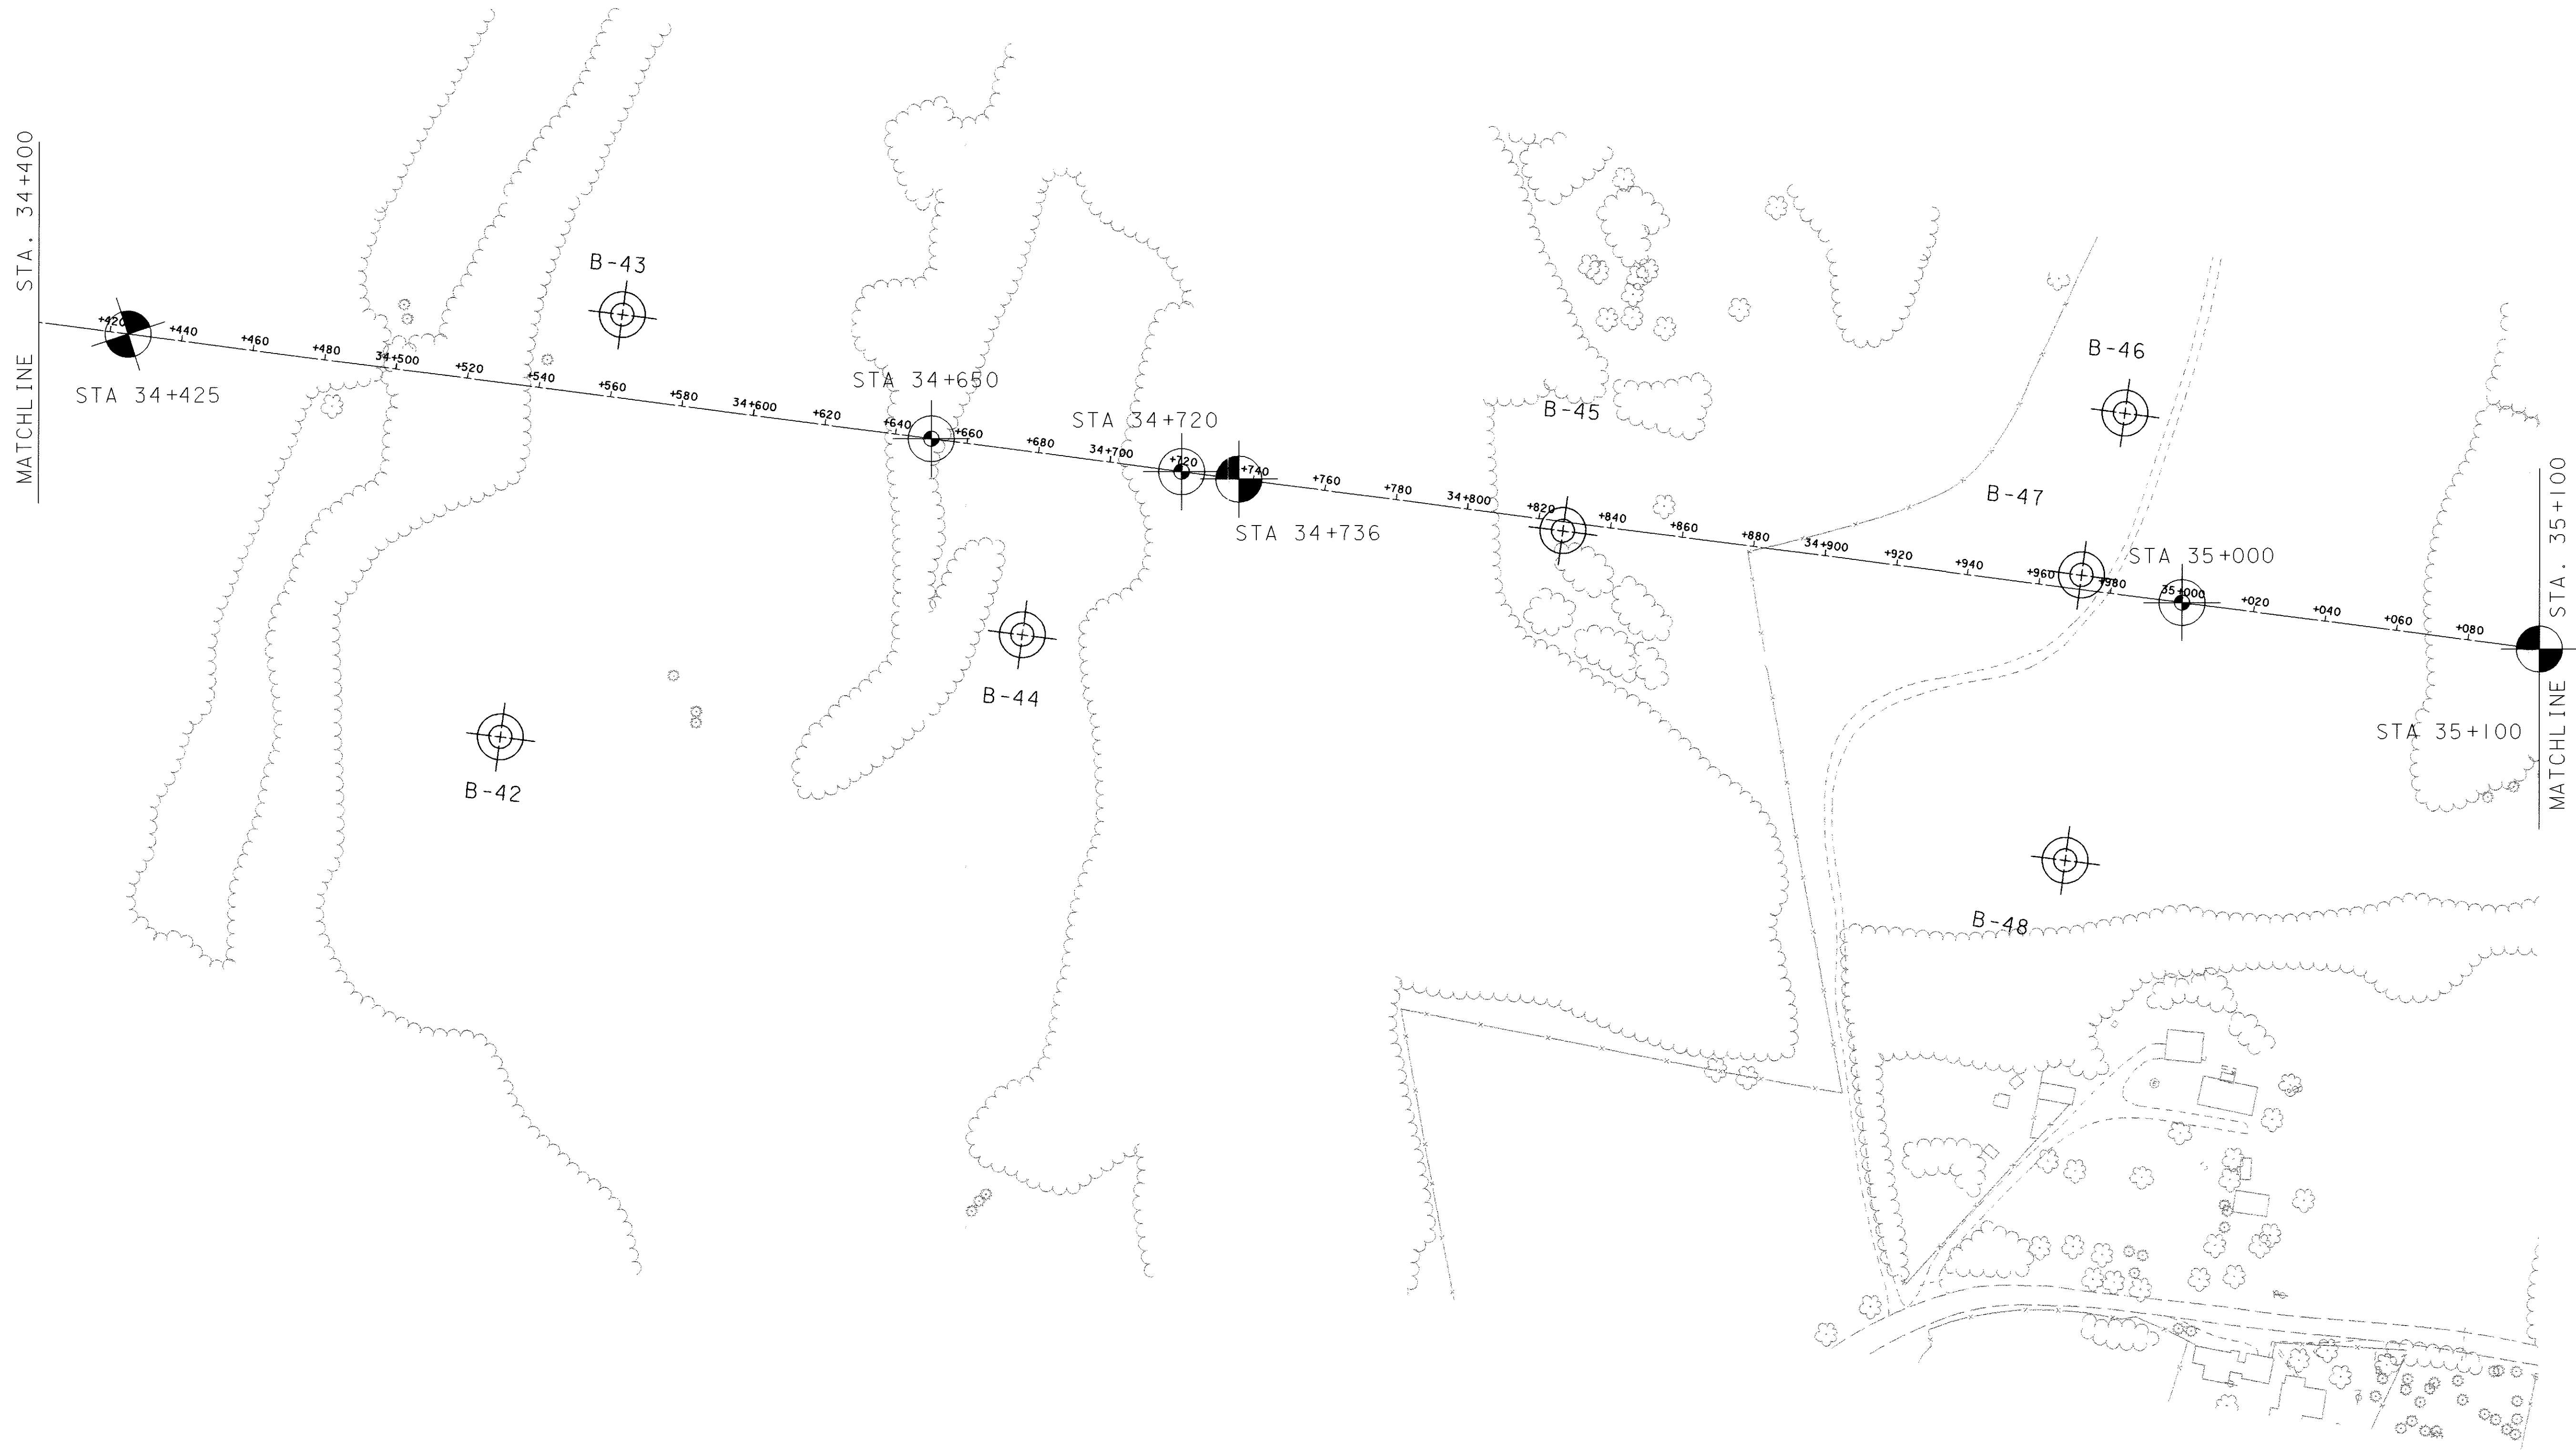 MATCHLINE STA. 34+400
B-43
+420
+440
+460
+480
34+500
+520
+540
+560
+580
34+600
+620
+640
+660
+680
34+700
+720
+740
+760
+780
34+800
+820
+840
+860
+880
34+900
+920
+940
+960
+980
35+000
+020
+040
+060
+080
STA 34+425
STA 34+650
STA 34+720
STA 34+736
B-45
B-46
B-47
STA 35+000
B-44
B-42
STA 35+100
B-48
MATCHLINE STA. 35+100